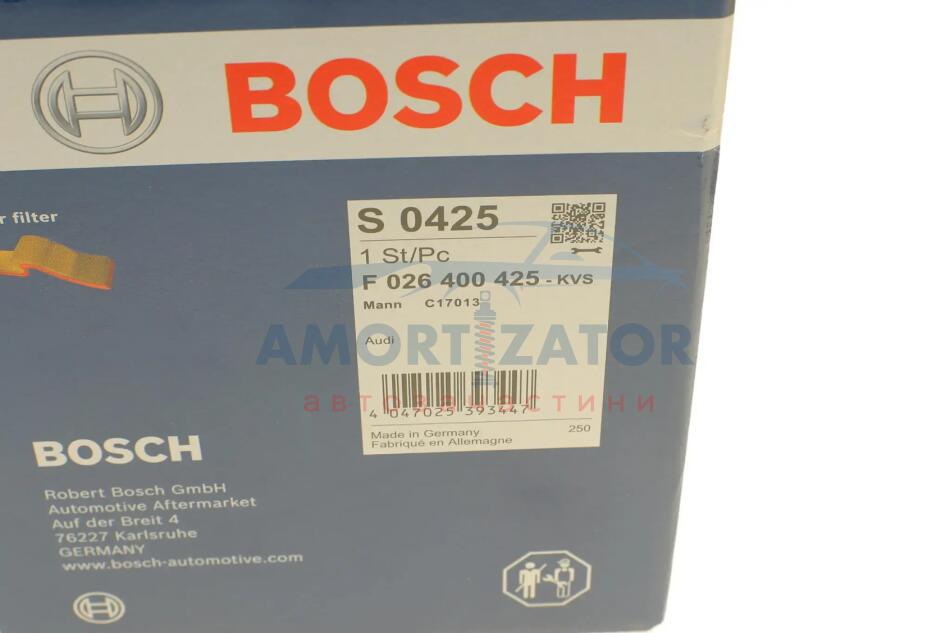 BOSCH
r filter
S 0425
1 St/Pc
F 026 400 425 - KVS
Mann C17013
AMORTIZATOR
Audi
автозапчастини
4 047025 393447
Made in Germany 250
Fabriqué en Allemagne
BOSCH
Robert Bosch GmbH
Automotive Aftermarket
Auf der Breit 4
76227 Karlsruhe
GERMANY
www.bosch-automotive.com